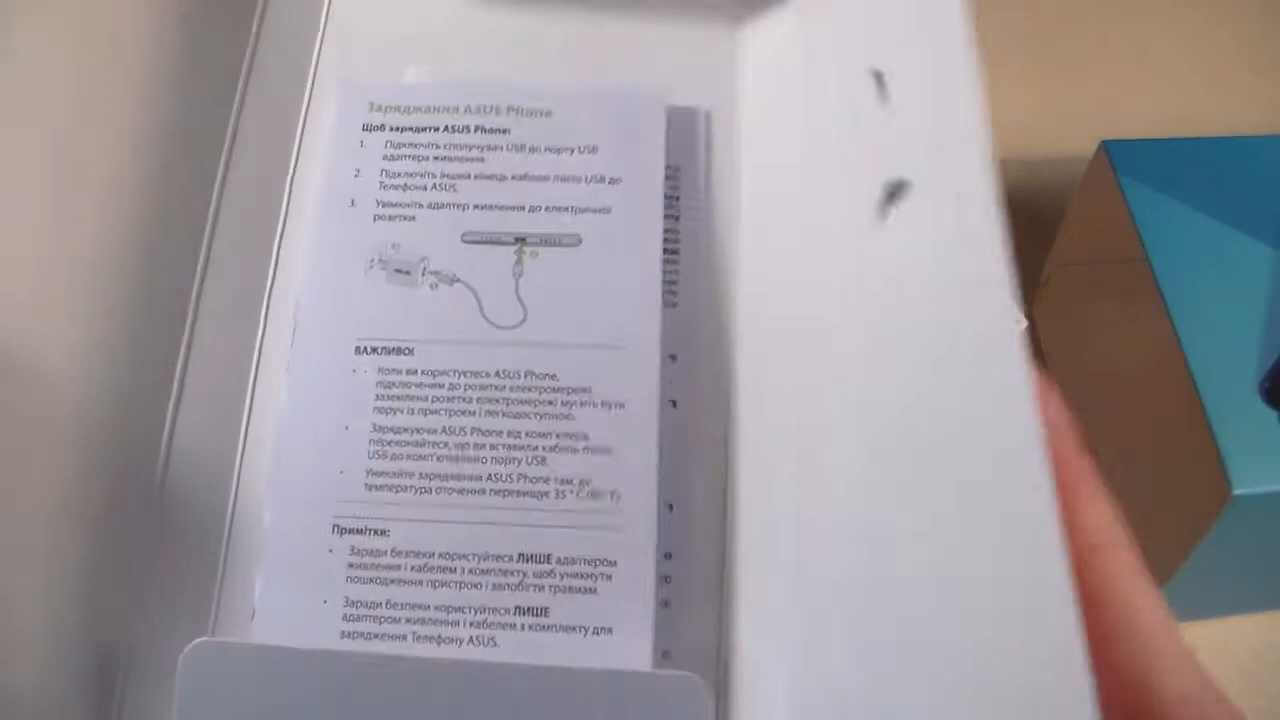 Заряджання ASUS Phone
Щоб зарядити ASUS Phone:
1. Підключіть сполучувач USB до порту USB
адаптера живлення.
2. Підключіть інший кінець кабелю micro USB до
Телефона ASUS.
3. Увімкніть адаптер живлення до електричної
розетки.
ВАЖЛИВО!
• Коли ви користуєтесь ASUS Phone,
підключеним до розетки електромережі
заземлена розетка електромережі мусить бути
поруч із пристроєм і легкодоступною.
• Заряджуючи ASUS Phone від комп'ютера,
переконайтеся, що ви вставили кабель micro
USB до комп'ютерного порту USB.
• Уникайте заряджання ASUS Phone там, де
температура оточення перевищує 35°C
Примітки:
• Заради безпеки користуйтеся ЛИШЕ адаптером
живлення і кабелем з комплекту, щоб уникнути
пошкодження пристрою і запобігти травмам.
• Заради безпеки користуйтеся ЛИШЕ
адаптером живлення і кабелем з комплекту для
зарядження Телефону ASUS.